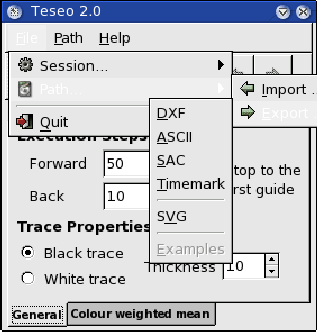 Teseo 2.0
File Path Help
Session...
Path...
Import ..
Export
Quit
DXF
ASCII
SAC
Timemark
SVG
Examples
Execution Steps
Forward 50
top to the
Back 10
rst guide
Trace Properties
Black trace
White trace
Thickness 10
General Colour weighted mean